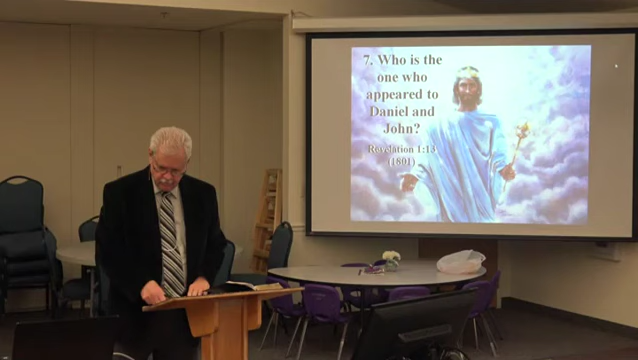 7. Who is the
one who
appeared to
Daniel and
John?
Revelation 1:13
(1801)